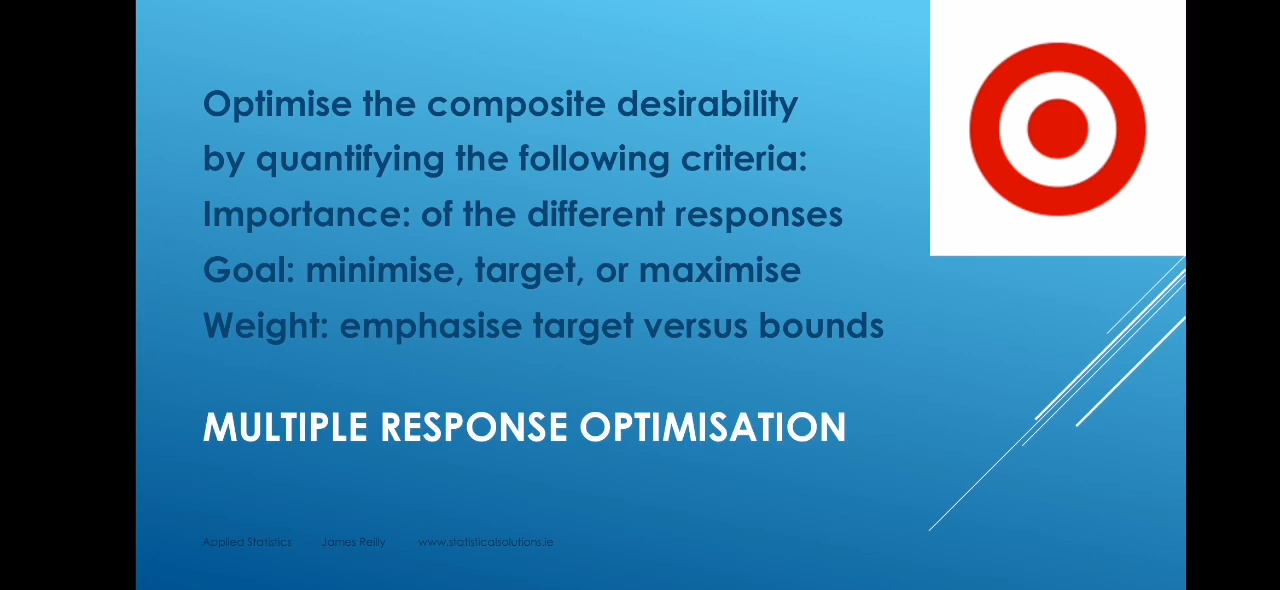 Optimise the composite desirability
by quantifying the following criteria:
Importance: of the different responses
Goal: minimise, target, or maximise
Weight: emphasise target versus bounds
MULTIPLE RESPONSE OPTIMISATION
Applied Statistics James Reilly www.statisticalsolutions.ie